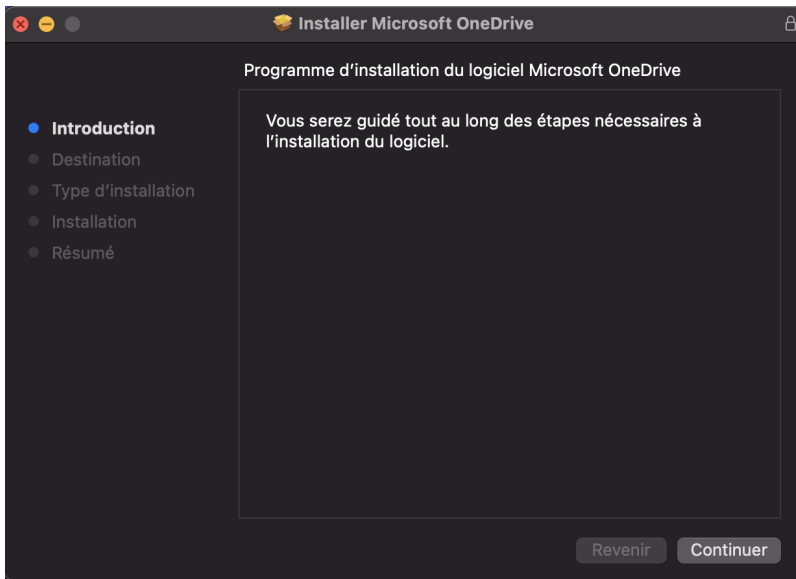 Installer Microsoft OneDrive
Programme d’installation du logiciel Microsoft OneDrive
Introduction
Destination
Type d’installation
Installation
Résumé
Vous serez guidé tout au long des étapes nécessaires à
l’installation du logiciel.
Revenir
Continuer